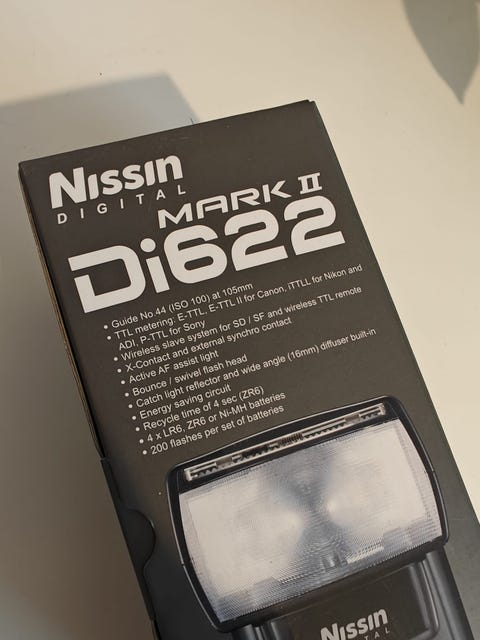 NISSIN
DIGITAL
MARK II
Di622
• Guide No.44 (ISO 100) at 105mm
• TTL metering: E-TTL, E-TTL II for Canon, iTTLL for Nikon and
ADI, P-TTL for Sony
• Wireless slave system for SD / SF and wireless TTL remote
• X-Contact and external synchro contact
• Active AF assist light
• Bounce / swivel flash head
• Catch light reflector and wide angle (16mm) diffuser built-in
• Energy saving circuit
• Recycle time of 4 sec (ZR6)
• 4 x LR6, ZR6 or Ni-MH batteries
• 200 flashes per set of batteries
NISSIN